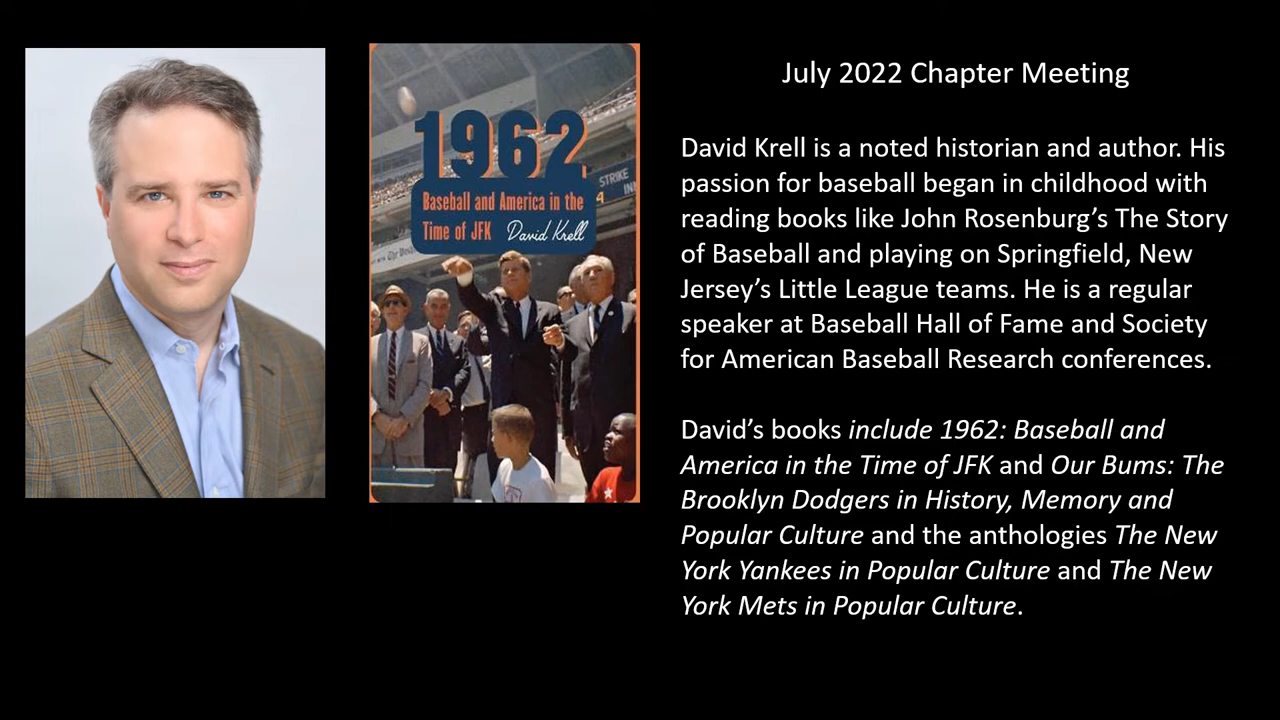 July 2022 Chapter Meeting
1962
Baseball and America in the
Time of JFK David Krell
STRIKE
4
David Krell is a noted historian and author. His
passion for baseball began in childhood with
reading books like John Rosenburg’s The Story
of Baseball and playing on Springfield, New
Jersey’s Little League teams. He is a regular
speaker at Baseball Hall of Fame and Society
for American Baseball Research conferences.
David’s books include 1962: Baseball and
America in the Time of JFK and Our Bums: The
Brooklyn Dodgers in History, Memory and
Popular Culture and the anthologies The New
York Yankees in Popular Culture and The New
York Mets in Popular Culture.